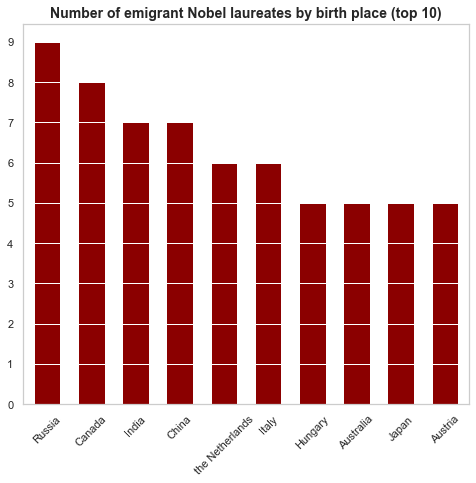 Number of emigrant Nobel laureates by birth place (top 10)
9
8
7
6
5
4
3
2
1
0
Russia
Canada
India
China
the Netherlands
Italy
Hungary
Australia
Japan
Austria